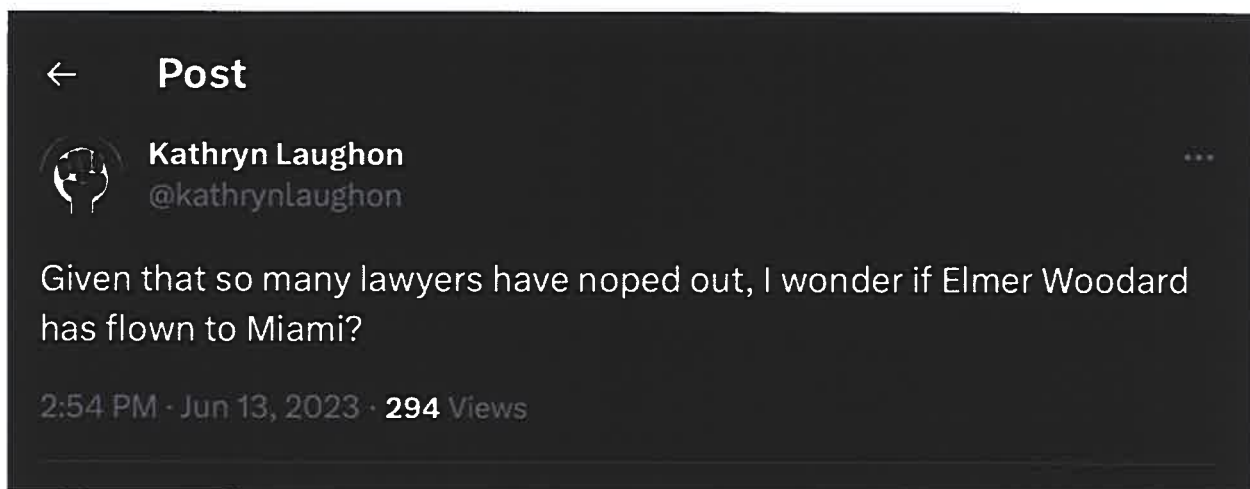 Post
Kathryn Laughon
@kathrynlaughon
Given that so many lawyers have noped out, I wonder if Elmer Woodard
has flown to Miami?
2:54 PM · Jun 13, 2023 · 294 Views